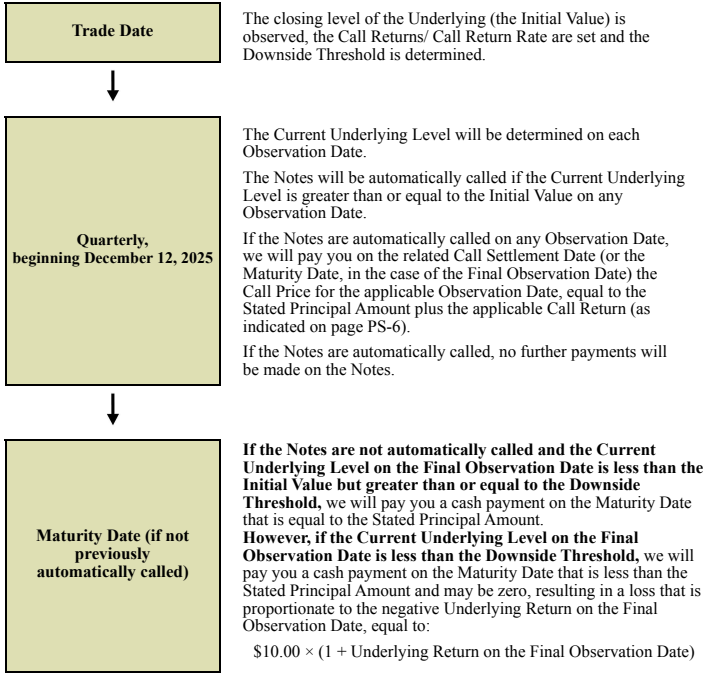 Trade Date
The closing level of the Underlying (the Initial Value) is
observed, the Call Returns/ Call Return Rate are set and the
Downside Threshold is determined.
Quarterly,
beginning December 12, 2025
The Current Underlying Level will be determined on each
Observation Date.
The Notes will be automatically called if the Current Underlying
Level is greater than or equal to the Initial Value on any
Observation Date.
If the Notes are automatically called on any Observation Date,
we will pay you on the related Call Settlement Date (or the
Maturity Date, in the case of the Final Observation Date) the
Call Price for the applicable Observation Date, equal to the
Stated Principal Amount plus the applicable Call Return (as
indicated on page PS-6).
If the Notes are automatically called, no further payments will
be made on the Notes.
Maturity Date (if not
previously
automatically called)
If the Notes are not automatically called and the Current
Underlying Level on the Final Observation Date is less than the
Initial Value but greater than or equal to the Downside
Threshold, we will pay you a cash payment on the Maturity Date
that is equal to the Stated Principal Amount.
However, if the Current Underlying Level on the Final
Observation Date is less than the Downside Threshold, we will
pay you a cash payment on the Maturity Date that is less than the
Stated Principal Amount and may be zero, resulting in a loss that is
proportionate to the negative Underlying Return on the Final
Observation Date, equal to:
$10.00 × (1 + Underlying Return on the Final Observation Date)